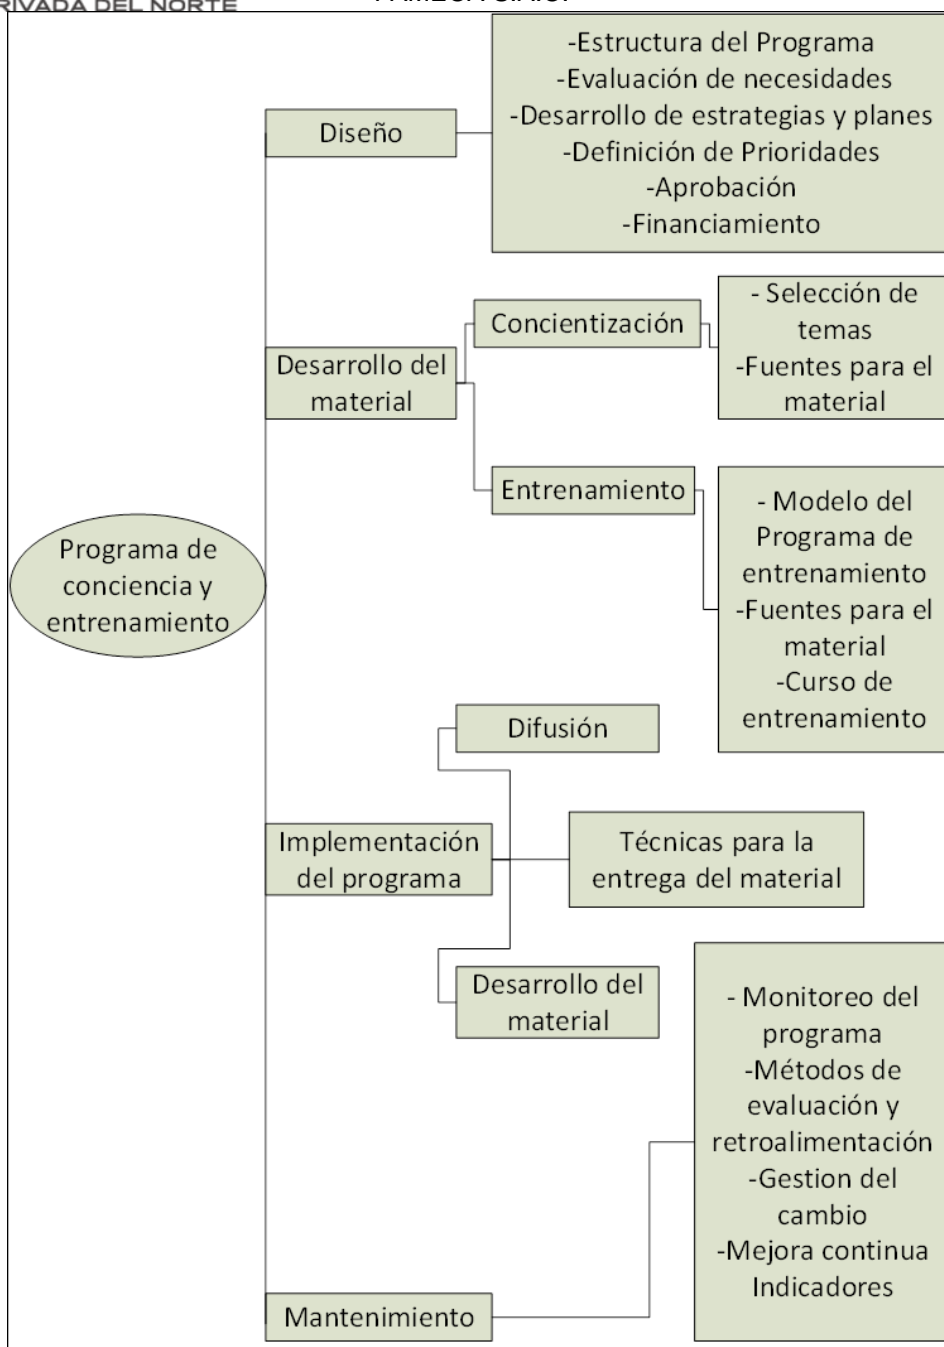 RIVADA DEL NORTE
-Estructura del Programa
-Evaluación de necesidades
-Desarrollo de estrategias y planes
-Definición de Prioridades
-Aprobación
-Financiamiento
Diseño
Concientización
- Selección de
temas
-Fuentes para el
material
Desarrollo del
material
Entrenamiento
- Modelo del
Programa de
entrenamiento
-Fuentes para el
material
-Curso de
entrenamiento
Programa de
conciencia y
entrenamiento
Difusión
Implementación
del programa
Técnicas para la
entrega del material
Desarrollo del
material
- Monitoreo del
programa
-Métodos de
evaluación y
retroalimentación
-Gestion del
cambio
-Mejora continua
Indicadores
Mantenimiento